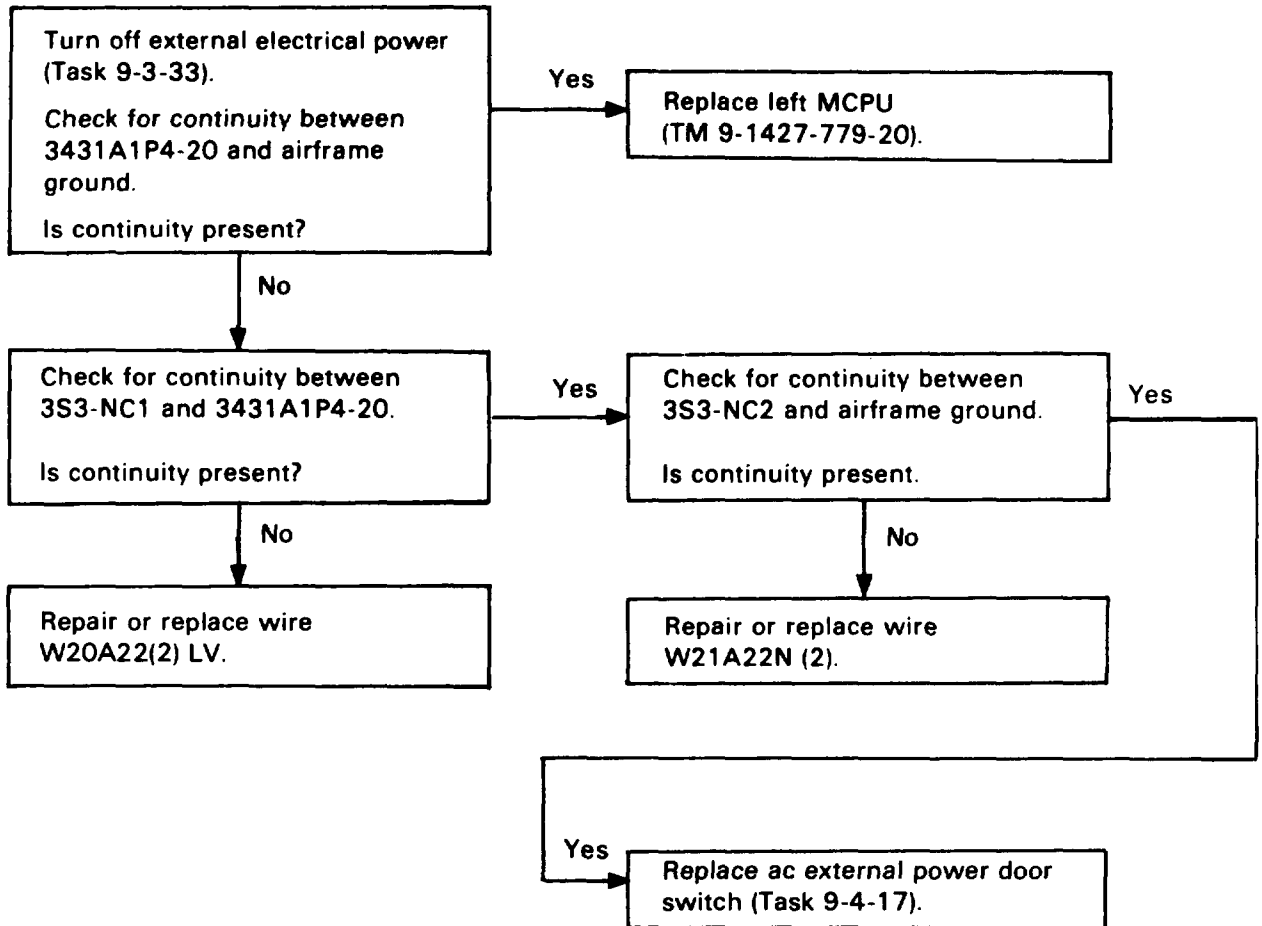 Turn off external electrical power
(Task 9-3-33).
Check for continuity between
3431A1P4-20 and airframe
ground.
Is continuity present?
Yes
Replace left MCPU
(TM 9-1427-779-20).
No
Check for continuity between
3S3-NC1 and 3431A1P4-20.
Is continuity present?
Yes
Check for continuity between
3S3-NC2 and airframe ground.
Is continuity present.
Yes
No
Repair or replace wire
W20A22(2) LV.
No
Repair or replace wire
W21A22N (2).
Yes
Replace ac external power door
switch (Task 9-4-17).